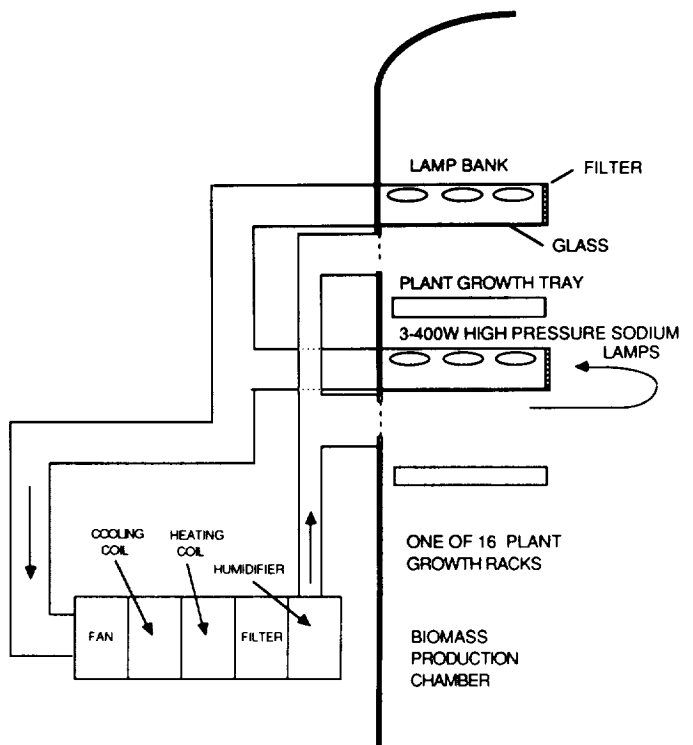 LAMP BANK
FILTER
GLASS
PLANT GROWTH TRAY
3-400W HIGH PRESSURE SODIUM
LAMPS
COOLING
COIL
HEATING
COIL
HUMIDIFIER
FAN
FILTER
ONE OF 16 PLANT
GROWTH RACKS
BIOMASS
PRODUCTION
CHAMBER